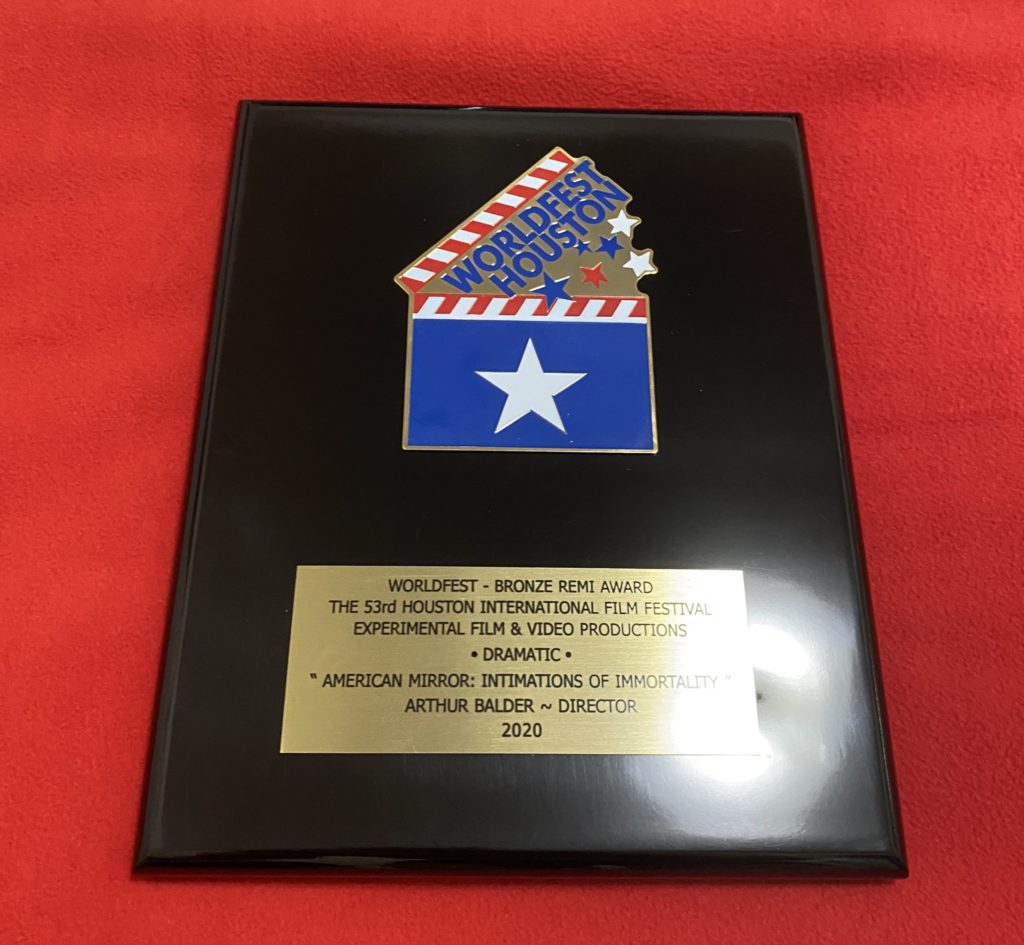 WORLDFEST
HOUSTON
WORLDFEST - BRONZE REMI AWARD
THE 53rd HOUSTON INTERNATIONAL FILM FESTIVAL
EXPERIMENTAL FILM & VIDEO PRODUCTIONS
• DRAMATIC •
“ AMERICAN MIRROR: INTIMATIONS OF IMMORTALITY ”
ARTHUR BALDER ~ DIRECTOR
2020